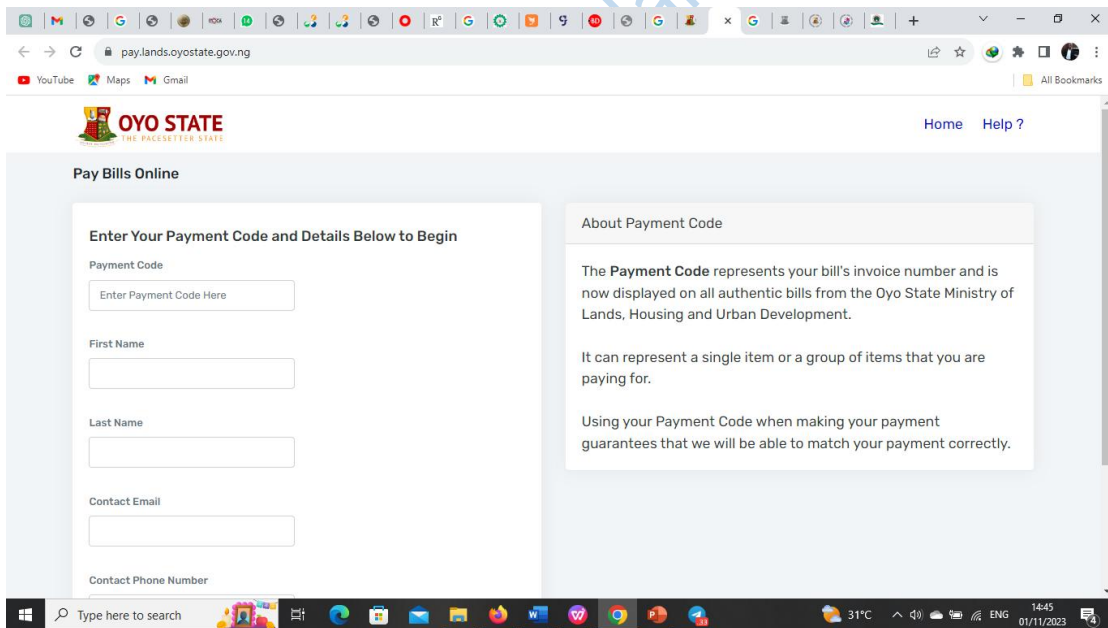 pay.lands.oyostate.gov.ng
YouTube Maps Gmail
All Bookmarks
OYO STATE
THE PACESETTER STATE
Home Help ?
Pay Bills Online
Enter Your Payment Code and Details Below to Begin
Payment Code
Enter Payment Code Here
First Name
Last Name
Contact Email
Contact Phone Number
About Payment Code
The Payment Code represents your bill's invoice number and is
now displayed on all authentic bills from the Oyo State Ministry of
Lands, Housing and Urban Development.
It can represent a single item or a group of items that you are
paying for.
Using your Payment Code when making your payment
guarantees that we will be able to match your payment correctly.
Type here to search
31°C
ENG
14:45
01/11/2023